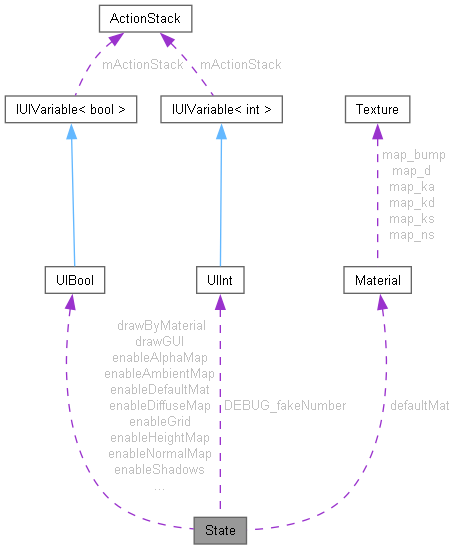 ActionStack
mActionStack
mActionStack
IUIVariable< bool >
IUIVariable< int >
Texture
map_bump
map_d
map_ka
map_kd
map_ks
map_ns
UIBool
UIInt
Material
drawByMaterial
drawGUI
enableAlphaMap
enableAmbientMap
enableDefaultMat
enableDiffuseMap
enableGrid
enableHeightMap
enableNormalMap
enableShadows
...
DEBUG_fakeNumber
defaultMat
State